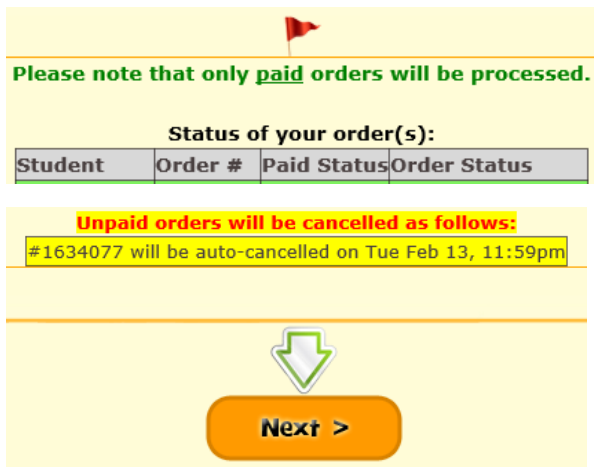 Please note that only paid orders will be processed.
Status of your order(s):
Student Order # Paid Status Order Status
Unpaid orders will be cancelled as follows:
#1634077 will be auto-cancelled on Tue Feb 13, 11:59pm
Next >